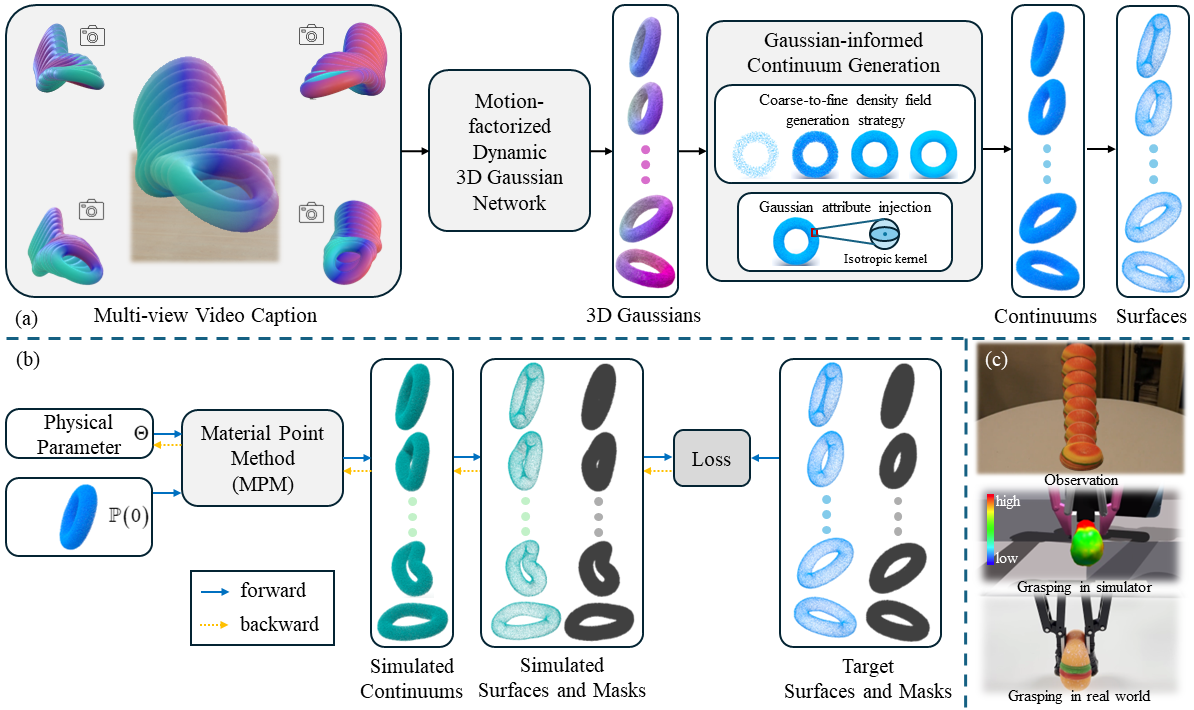 Motion-
factorized
Dynamic
3D Gaussian
Network
Gaussian-informed
Continuum Generation
Coarse-to-fine density field
generation strategy
Gaussian attribute injection
Isotropic kernel
(a)
Multi-view Video Caption
3D Gaussians
Continuums
Surfaces
(b)
Physical
Parameter
Θ
ℙ(0)
Material Point
Method
(MPM)
Loss
forward
backward
Simulated
Continuums
Simulated
Surfaces and Masks
Target
Surfaces and Masks
(c)
Observation
high
low
Grasping in simulator
Grasping in real world